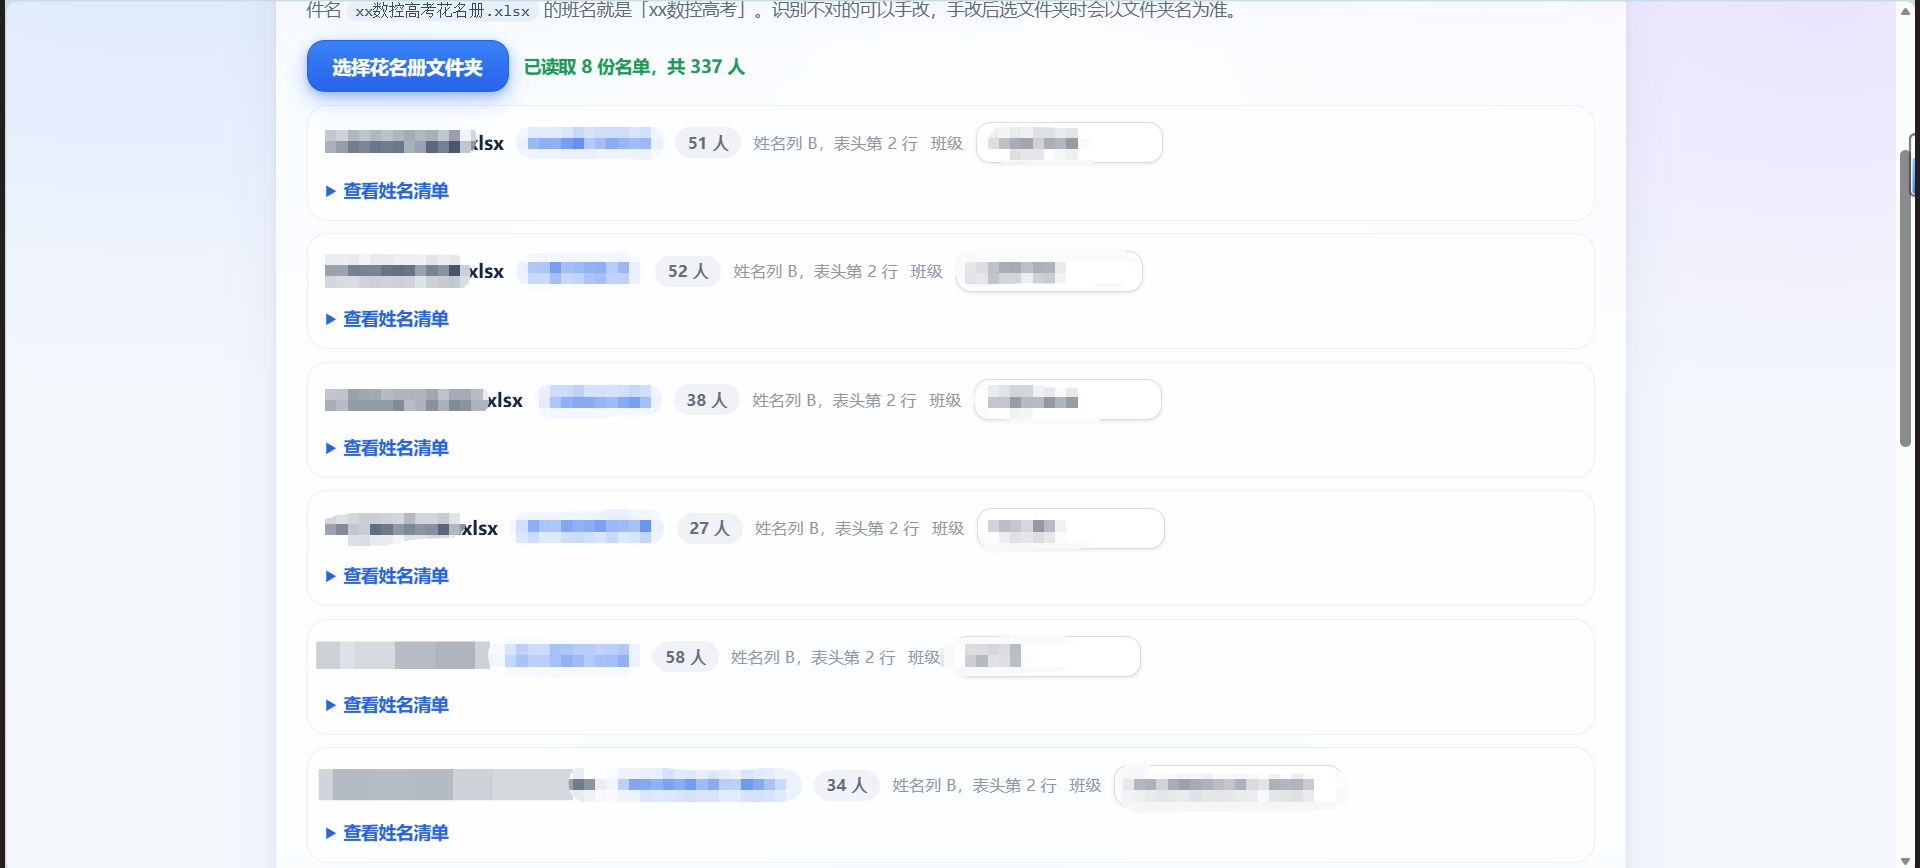 件名 xx数控高考花名册.xlsx 的班名就是「xx数控高考」。识别不对的可以手改，手改后选文件夹时会以文件夹名为准。
选择花名册文件夹 已读取 8 份名单，共 337 人
xlsx 51 人 姓名列 B，表头第 2 行 班级
▶ 查看姓名清单
xlsx 52 人 姓名列 B，表头第 2 行 班级
▶ 查看姓名清单
xlsx 38 人 姓名列 B，表头第 2 行 班级
▶ 查看姓名清单
xlsx 27 人 姓名列 B，表头第 2 行 班级
▶ 查看姓名清单
58 人 姓名列 B，表头第 2 行 班级
▶ 查看姓名清单
34 人 姓名列 B，表头第 2 行 班级
▶ 查看姓名清单